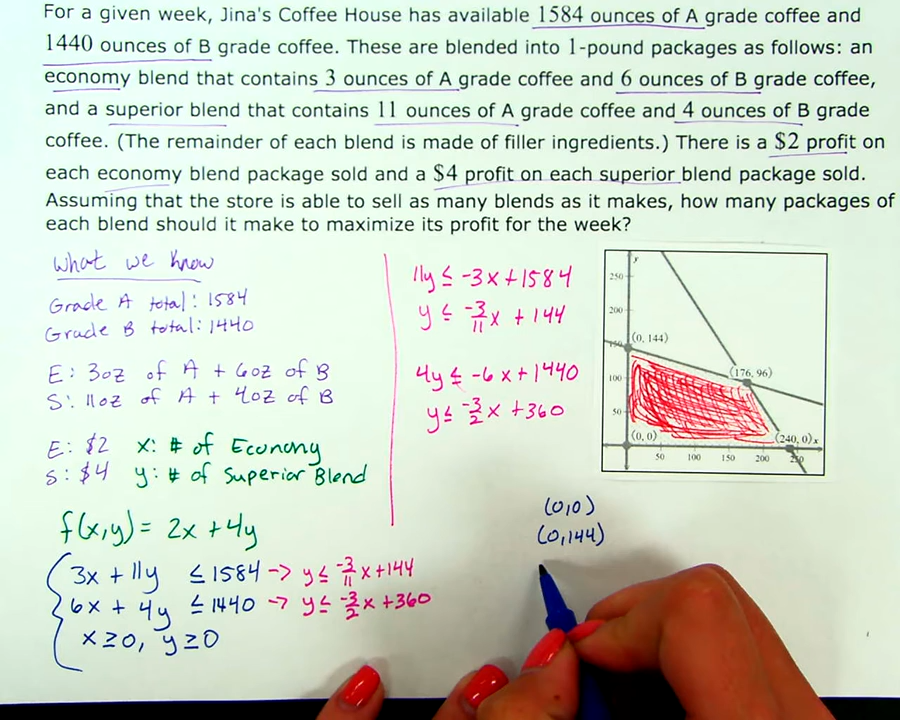 For a given week, Jina's Coffee House has available 1584 ounces of A grade coffee and
1440 ounces of B grade coffee. These are blended into 1-pound packages as follows: an
economy blend that contains 3 ounces of A grade coffee and 6 ounces of B grade coffee,
and a superior blend that contains 11 ounces of A grade coffee and 4 ounces of B grade
coffee. (The remainder of each blend is made of filler ingredients.) There is a $2 profit on
each economy blend package sold and a $4 profit on each superior blend package sold.
Assuming that the store is able to sell as many blends as it makes, how many packages of
each blend should it make to maximize its profit for the week?
What we know
Grade A total: 1584
Grade B total: 1440
E: 3oz of A + 6oz of B
S: 11oz of A + 4oz of B
E: $2 x: # of Economy
S: $4 y: # of Superior Blend
f(x,y) = 2x + 4y
3x + 11y ≤ 1584 -> y ≤ -3/11 x + 144
6x + 4y ≤ 1440 -> y ≤ -3/2 x + 360
x ≥ 0, y ≥ 0
11y ≤ -3x + 1584
y ≤ -3/11 x + 144
4y ≤ -6x + 1440
y ≤ -3/2 x + 360
y
250
200
150
(0, 144)
(176, 96)
100
50
(0, 0)
(240, 0) x
50 100 150 200 250
(0,0)
(0,144)